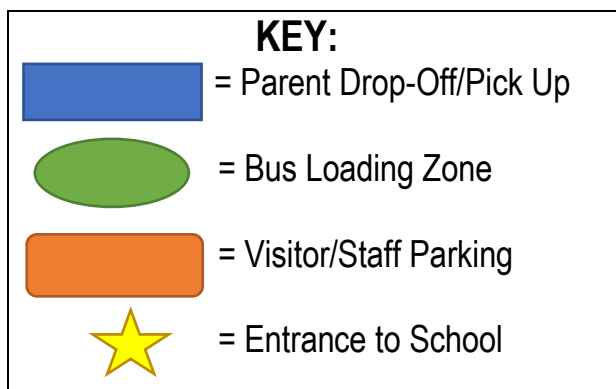 KEY:
= Parent Drop-Off/Pick Up
= Bus Loading Zone
= Visitor/Staff Parking
= Entrance to School